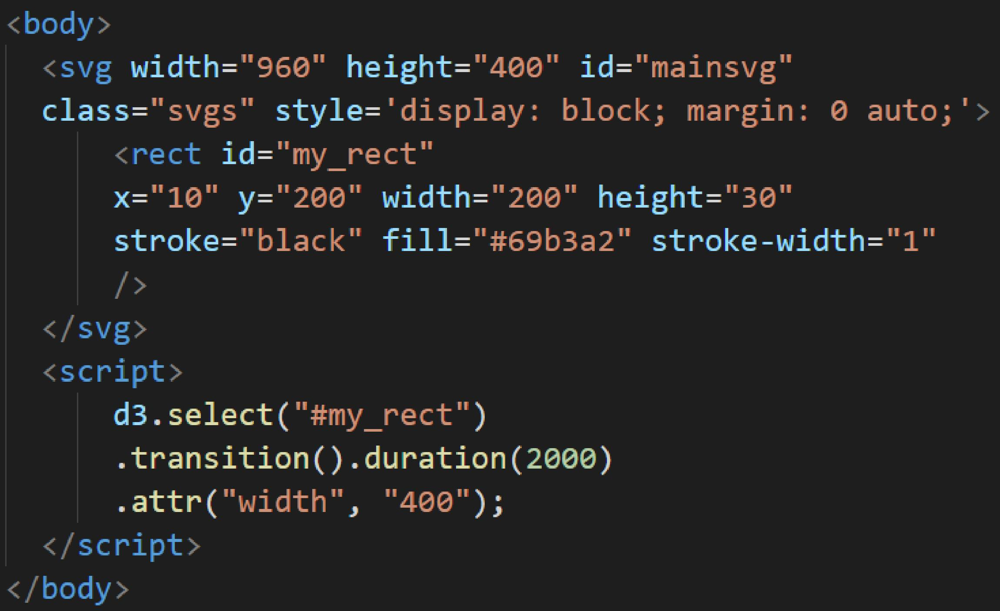 <body>
<svg width="960" height="400" id="mainsvg"
class="svgs" style='display: block; margin: 0 auto;'>
<rect id="my_rect"
x="10" y="200" width="200" height="30"
stroke="black" fill="#69b3a2" stroke-width="1"
/>
</svg>
<script>
d3.select("#my_rect")
.transition().duration(2000)
.attr("width", "400");
</script>
</body>